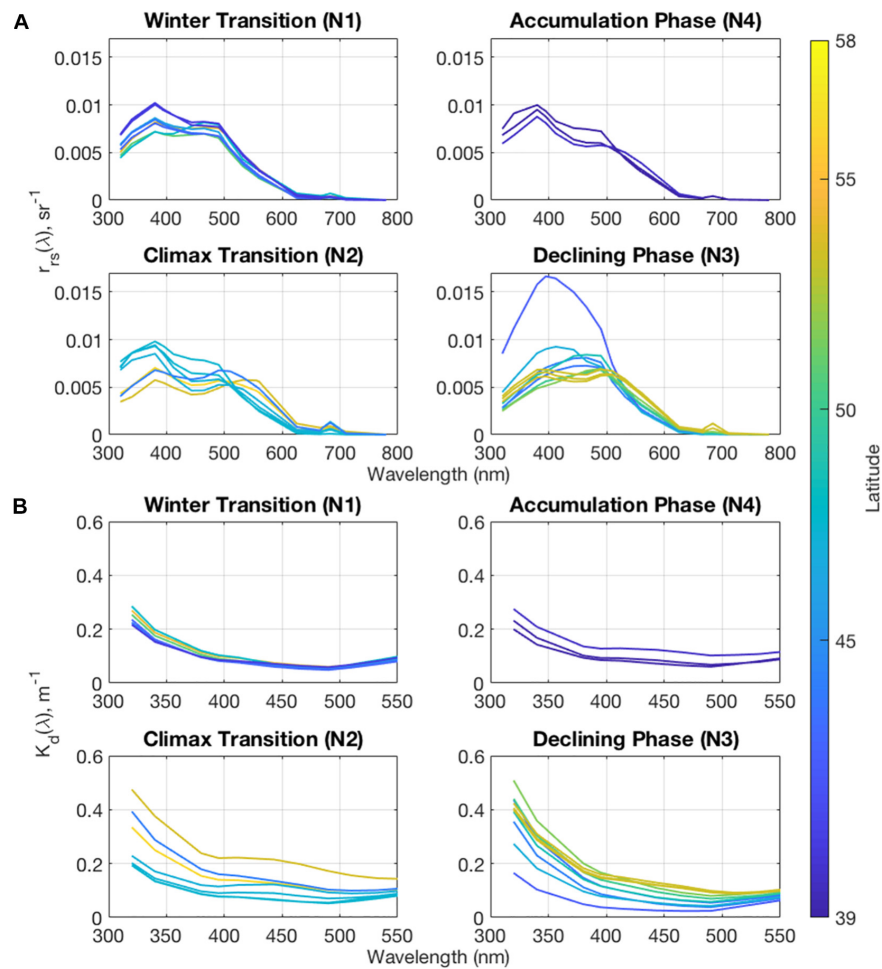 A
Winter Transition (N1)
Accumulation Phase (N4)
0.015
0.01
0.005
0
300 400 500 600 700 800
0.015
0.01
0.005
0
300 400 500 600 700 800
r_rs(λ), sr⁻¹
Climax Transition (N2)
Declining Phase (N3)
0.015
0.01
0.005
0
300 400 500 600 700 800
0.015
0.01
0.005
0
300 400 500 600 700 800
Wavelength (nm)
B
Winter Transition (N1)
Accumulation Phase (N4)
0.6
0.4
0.2
0
300 350 400 450 500 550
0.6
0.4
0.2
0
300 350 400 450 500 550
K_d(λ), m⁻¹
Climax Transition (N2)
Declining Phase (N3)
0.6
0.4
0.2
0
300 350 400 450 500 550
0.6
0.4
0.2
0
300 350 400 450 500 550
Wavelength (nm)
58
55
50
45
39
Latitude